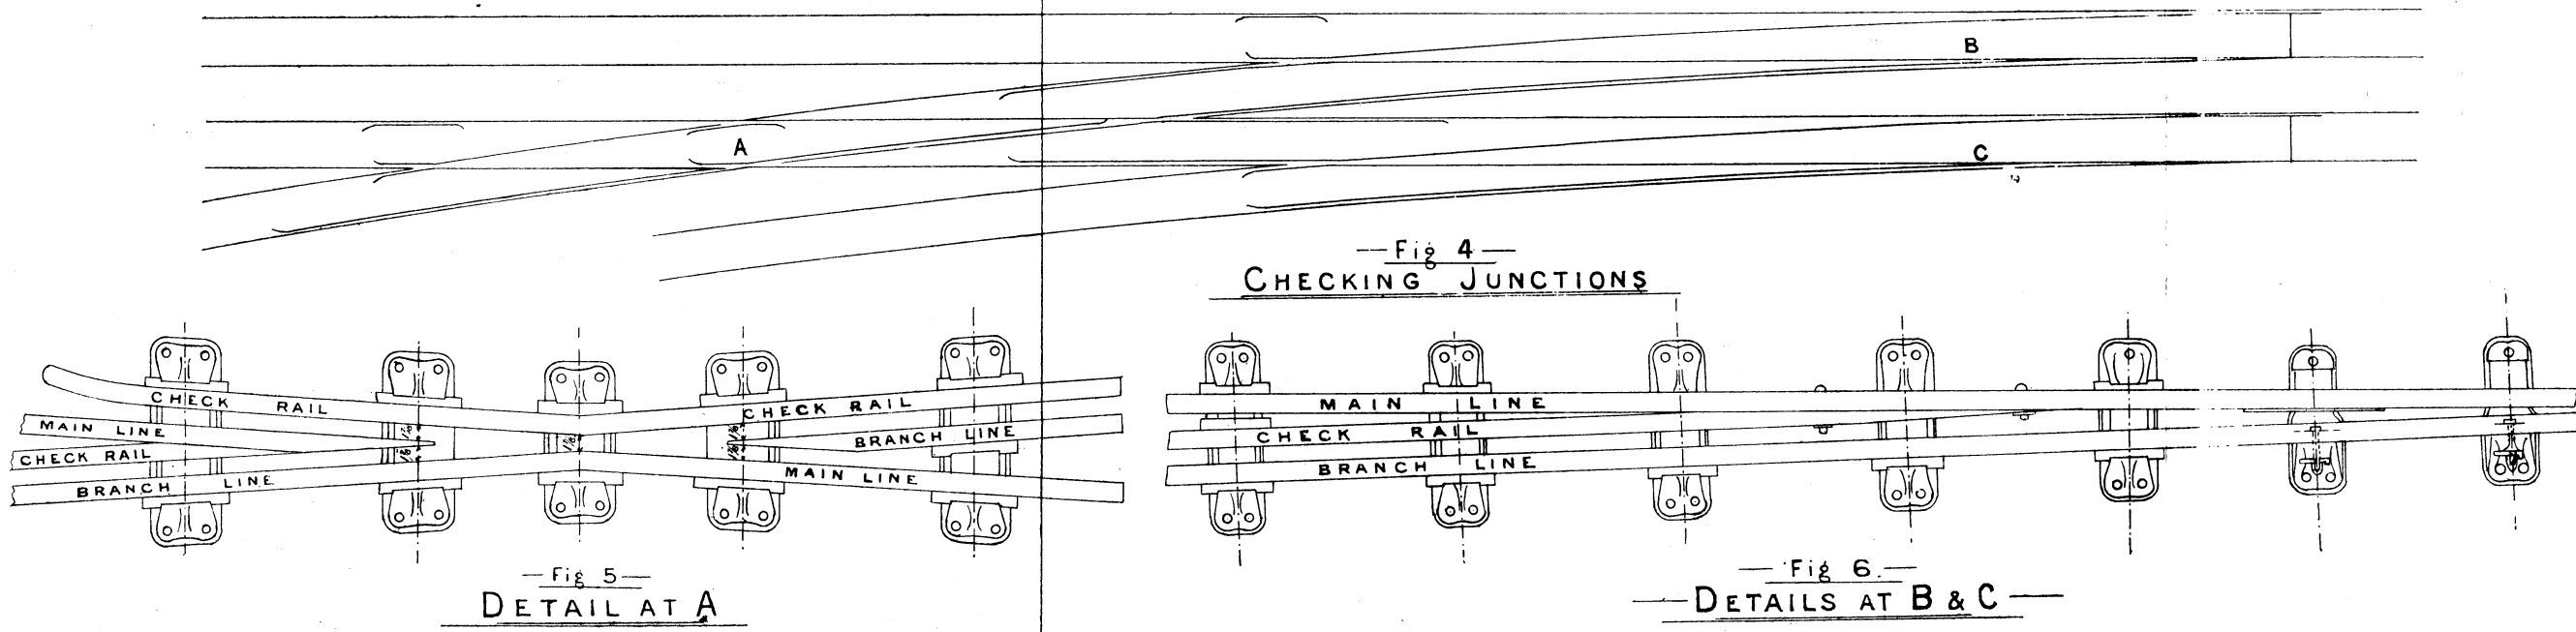 B
A
C
—Fig 4—
CHECKING JUNCTIONS
CHECK RAIL
MAIN LINE
CHECK RAIL
BRANCH LINE
CHECK RAIL
BRANCH LINE
MAIN LINE
—Fig 5—
DETAIL AT A
MAIN LINE
CHECK RAIL
BRANCH LINE
—Fig 6.—
—DETAILS AT B & C—